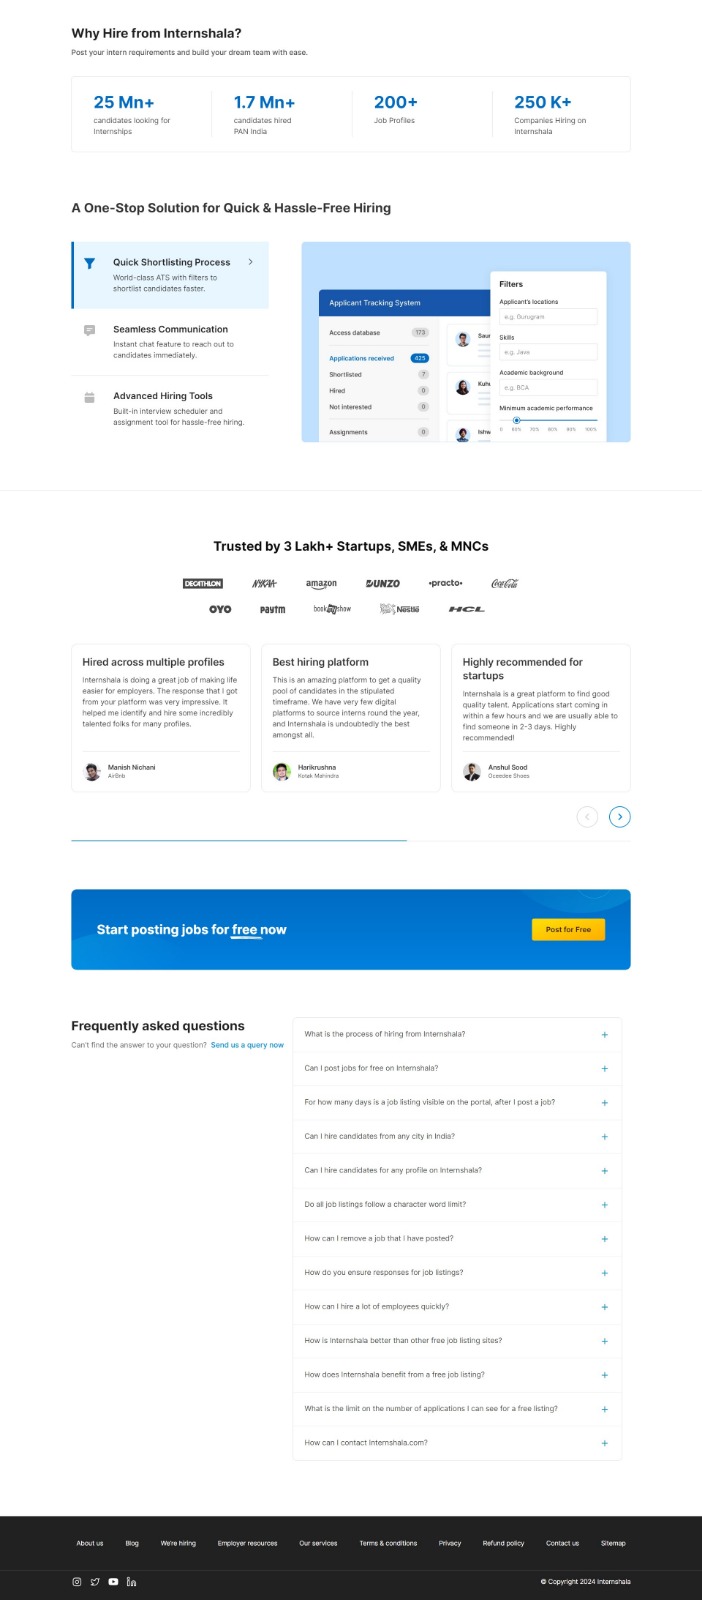 Why Hire from Internshala?
Post your intern requirements and build your dream team with ease.
25 Mn+
candidates looking for
Internships
1.7 Mn+
candidates hired
PAN India
200+
Job Profiles
250 K+
Companies Hiring on
Internshala
A One-Stop Solution for Quick & Hassle-Free Hiring
Quick Shortlisting Process
World-class ATS with filters to
shortlist candidates faster.
Seamless Communication
Instant chat feature to reach out to
candidates immediately.
Advanced Hiring Tools
Built-in interview scheduler and
assignment tool for hassle-free hiring.
Applicant Tracking System
Access database 173
Applications received 425
Shortlisted 7
Hired 0
Not interested 0
Assignments 0
Saur
Kuhu
Ishw
Filters
Applicant's locations
e.g. Gurugram
Skills
e.g. Java
Academic background
e.g. BCA
Minimum academic performance
0 60% 70% 80% 90% 100%
Trusted by 3 Lakh+ Startups, SMEs, & MNCs
DECATHLON NYKAA amazon DUNZO •practo• Coca-Cola
OYO paytm bookmyshow Nestlé HCL
Hired across multiple profiles
Internshala is doing a great job of making life
easier for employers. The response that I got
from your platform was very impressive. It
helped me identify and hire some incredibly
talented folks for many profiles.
Manish Nichani
AirBnb
Best hiring platform
This is an amazing platform to get a quality
pool of candidates in the stipulated
timeframe. We have very few digital
platforms to source interns round the year,
and Internshala is undoubtedly the best
amongst all.
Harikrushna
Kotak Mahindra
Highly recommended for
startups
Internshala is a great platform to find good
quality talent. Applications start coming in
within a few hours and we are usually able to
find someone in 2-3 days. Highly
recommended!
Anshul Sood
Oceedee Shoes
Start posting jobs for free now
Post for Free
Frequently asked questions
Can't find the answer to your question? Send us a query now
What is the process of hiring from Internshala? +
Can I post jobs for free on Internshala? +
For how many days is a job listing visible on the portal, after I post a job? +
Can I hire candidates from any city in India? +
Can I hire candidates for any profile on Internshala? +
Do all job listings follow a character word limit? +
How can I remove a job that I have posted? +
How do you ensure responses for job listings? +
How can I hire a lot of employees quickly? +
How is Internshala better than other free job listing sites? +
How does Internshala benefit from a free job listing? +
What is the limit on the number of applications I can see for a free listing? +
How can I contact Internshala.com? +
About us Blog We're hiring Employer resources Our services Terms & conditions Privacy Refund policy Contact us Sitemap
© Copyright 2024 Internshala